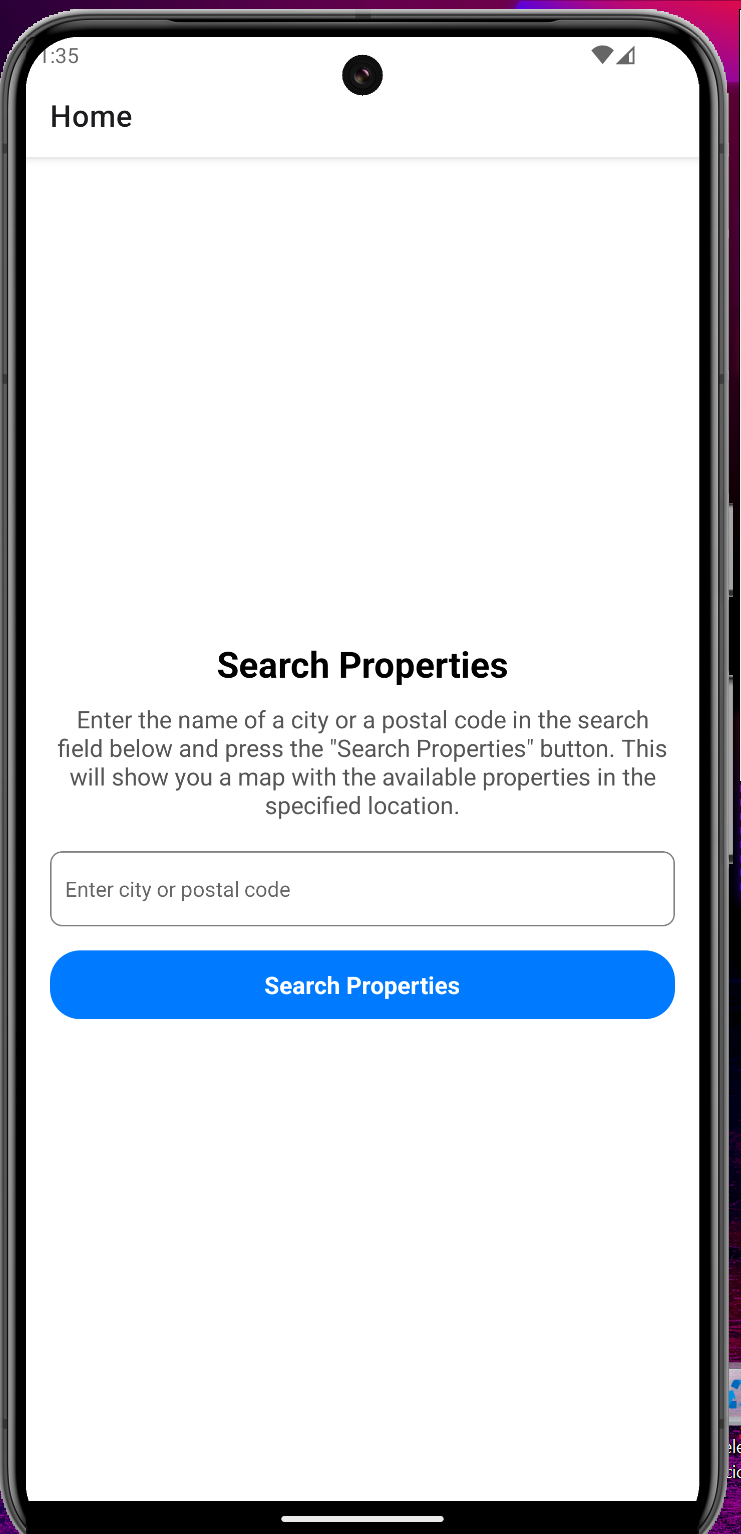 1:35
Home
Search Properties
Enter the name of a city or a postal code in the search
field below and press the "Search Properties" button. This
will show you a map with the available properties in the
specified location.
Enter city or postal code
Search Properties